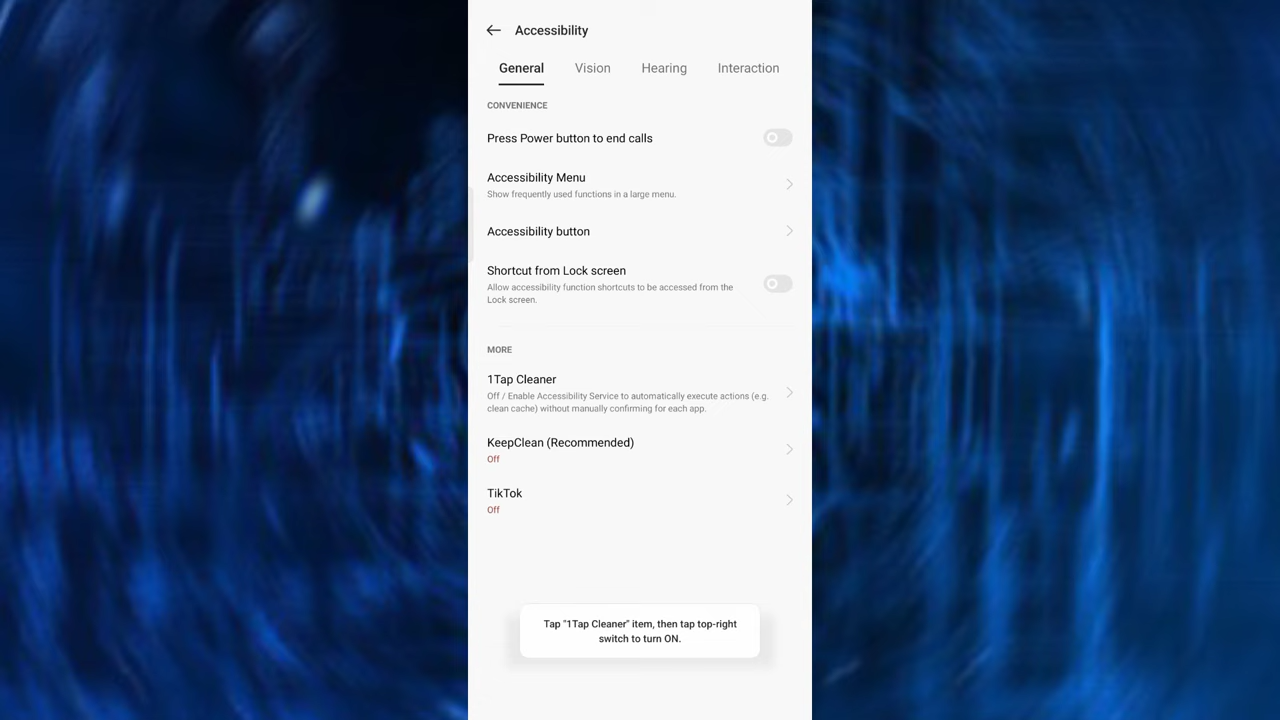 Accessibility
General Vision Hearing Interaction
CONVENIENCE
Press Power button to end calls
Accessibility Menu
Show frequently used functions in a large menu.
Accessibility button
Shortcut from Lock screen
Allow accessibility function shortcuts to be accessed from the
Lock screen.
MORE
1Tap Cleaner
Off / Enable Accessibility Service to automatically execute actions (e.g.
clean cache) without manually confirming for each app.
KeepClean (Recommended)
Off
TikTok
Off
Tap "1Tap Cleaner" item, then tap top-right
switch to turn ON.